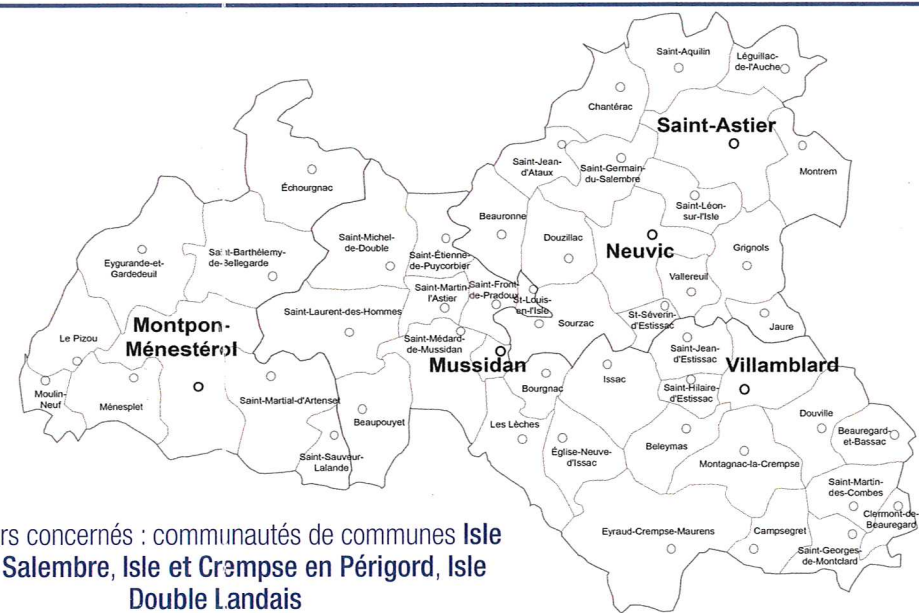 Saint-Aquilin
Léguillac-
de-l'Auche
Chantérac
Saint-Astier
Montrem
Saint-Jean-
d'Ataux
Saint-Germain-
du-Salembre
Échourgnac
Saint-Léon-
sur-l'Isle
Beauronne
Douzillac
Neuvic
Grignols
Saint-Michel-
de-Double
Saint-Étienne-
de-Puycorbier
Saint-Barthélemy-
de-Bellegarde
Eygurande-et-
Gardedeuil
Vallereuil
Saint-Martin-
l'Astier
Saint-Front-
de-Pradoux
St-Louis-
en-l'Isle
Saint-Laurent-des-Hommes
St-Séverin-
d'Estissac
Jaure
Sourzac
Montpon-
Ménestérol
Le Pizou
Saint-Médard-
de-Mussidan
Saint-Jean-
d'Estissac
Mussidan
Villamblard
Issac
Bourgnac
Saint-Hilaire-
d'Estissac
Moulin-
Neuf
Ménesplet
Saint-Martial-d'Artenset
Beaupouyet
Les Lèches
Douville
Beauregard-
et-Bassac
Église-Neuve-
d'Issac
Beleymas
Montagnac-la-Crempse
Saint-Sauveur-
Lalande
Saint-Martin-
des-Combes
Clermont-de-
Beauregard
Eyraud-Crempse-Maurens
Campsegret
Saint-Georges-
de-Montclard
rs concernés : communautés de communes Isle
Salembre, Isle et Crempse en Périgord, Isle
Double Landais